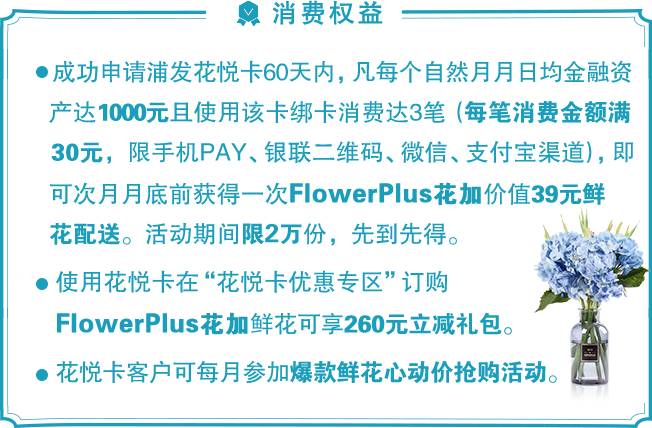 消费权益
●成功申请浦发花悦卡60天内，凡每个自然月月日均金融资
产达1000元且使用该卡绑卡消费达3笔（每笔消费金额满
30元，限手机PAY、银联二维码、微信、支付宝渠道），即
可次月月底前获得一次FlowerPlus花加价值39元鲜
花配送。活动期间限2万份，先到先得。
●使用花悦卡在“花悦卡优惠专区”订购
FlowerPlus花加鲜花可享260元立减礼包。
●花悦卡客户可每月参加爆款鲜花心动价抢购活动。